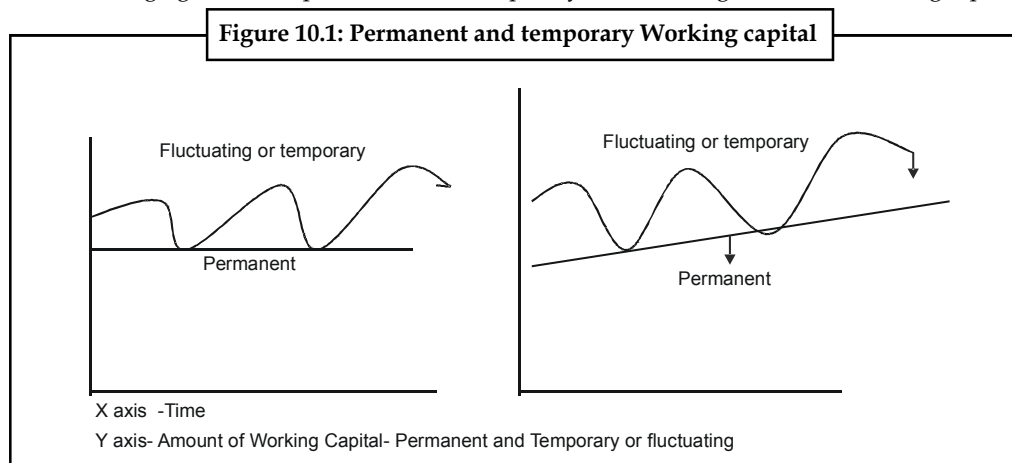 Figure 10.1: Permanent and temporary Working capital
Fluctuating or temporary
Permanent
Fluctuating or temporary
Permanent
X axis -Time
Y axis- Amount of Working Capital- Permanent and Temporary or fluctuating